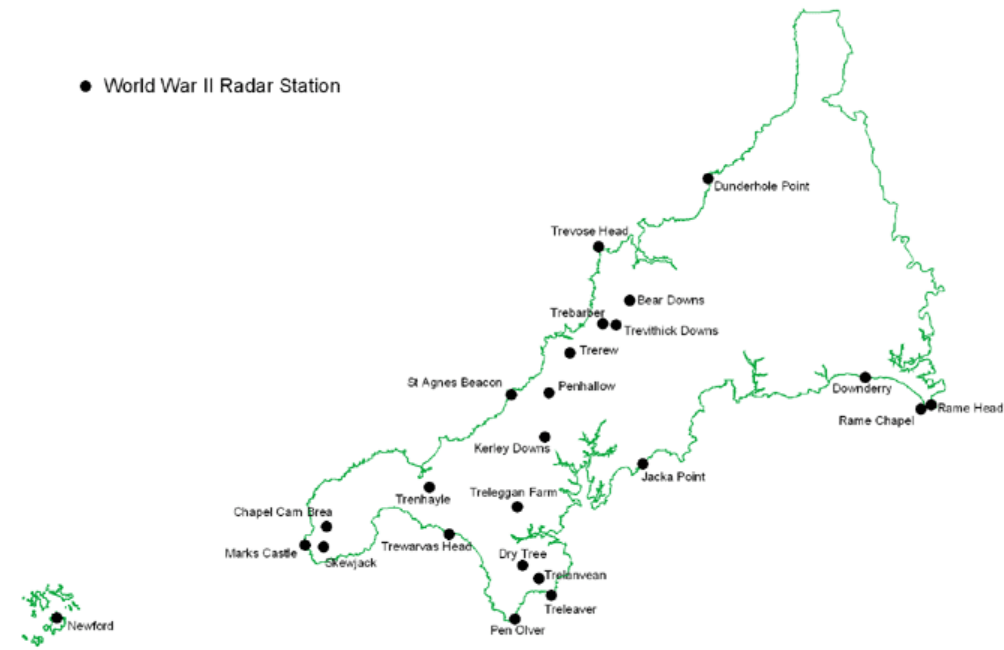 World War II Radar Station
Dunderhole Point
Trevose Head
Bear Downs
Trebarber
Trevithick Downs
Trerew
St Agnes Beacon
Penhallow
Downderry
Rame Head
Rame Chapel
Kerley Downs
Jacka Point
Trenhayle
Treleggan Farm
Chapel Carn Brea
Trewarvas Head
Marks Castle
Skewjack
Dry Tree
Trelanvean
Treleaver
Newford
Pen Olver